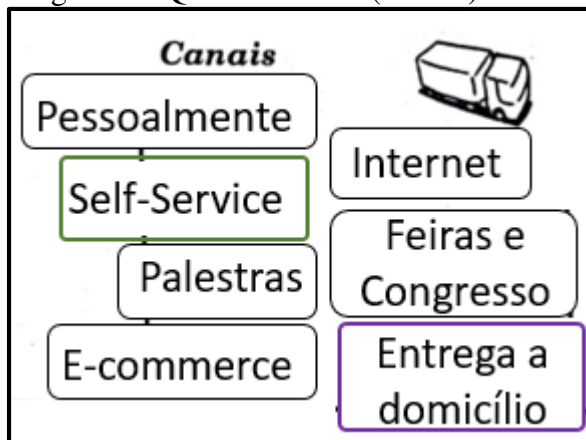 Canais
Pessoalmente
Self-Service
Palestras
E-commerce
Internet
Feiras e
Congresso
Entrega a
domicílio